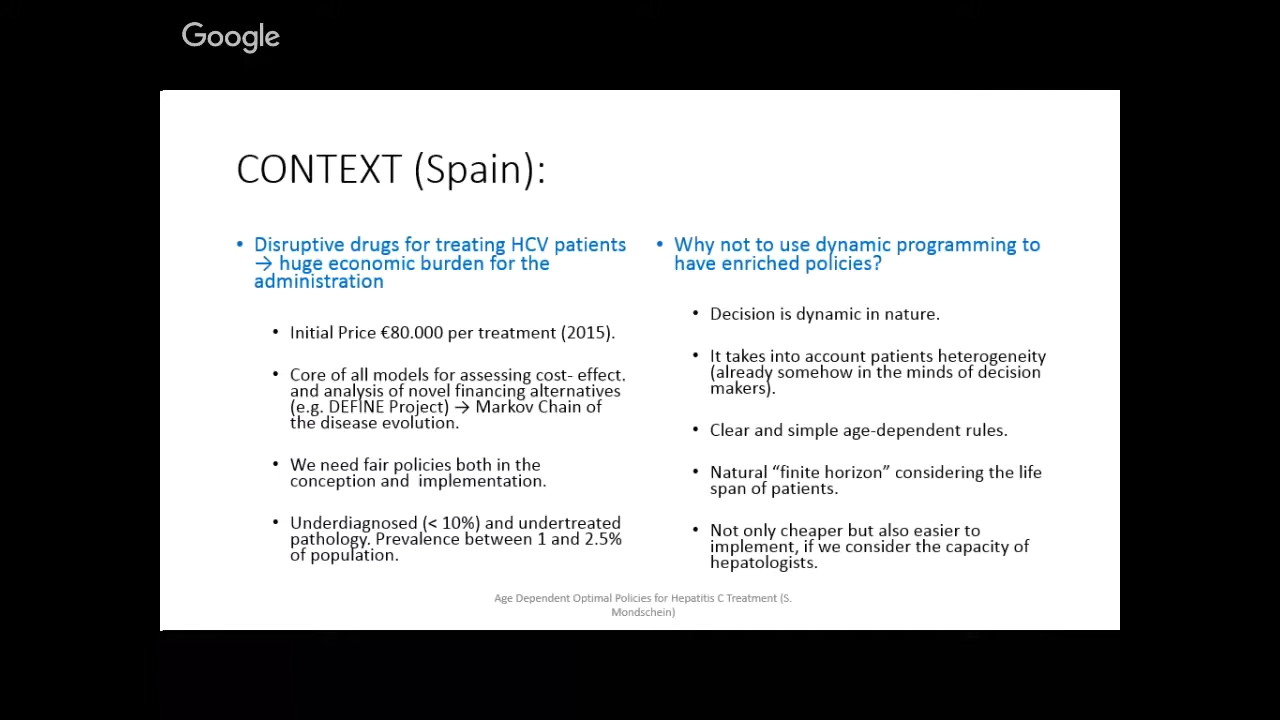 Google
CONTEXT (Spain):
• Disruptive drugs for treating HCV patients
→ huge economic burden for the
administration
• Initial Price €80.000 per treatment (2015).
• Core of all models for assessing cost- effect.
and analysis of novel financing alternatives
(e.g. DEFINE Project) → Markov Chain of
the disease evolution.
• We need fair policies both in the
conception and implementation.
• Underdiagnosed (< 10%) and undertreated
pathology. Prevalence between 1 and 2.5%
of population.
• Why not to use dynamic programming to
have enriched policies?
• Decision is dynamic in nature.
• It takes into account patients heterogeneity
(already somehow in the minds of decision
makers).
• Clear and simple age-dependent rules.
• Natural “finite horizon” considering the life
span of patients.
• Not only cheaper but also easier to
implement, if we consider the capacity of
hepatologists.
Age Dependent Optimal Policies for Hepatitis C Treatment (S.
Mondschein)